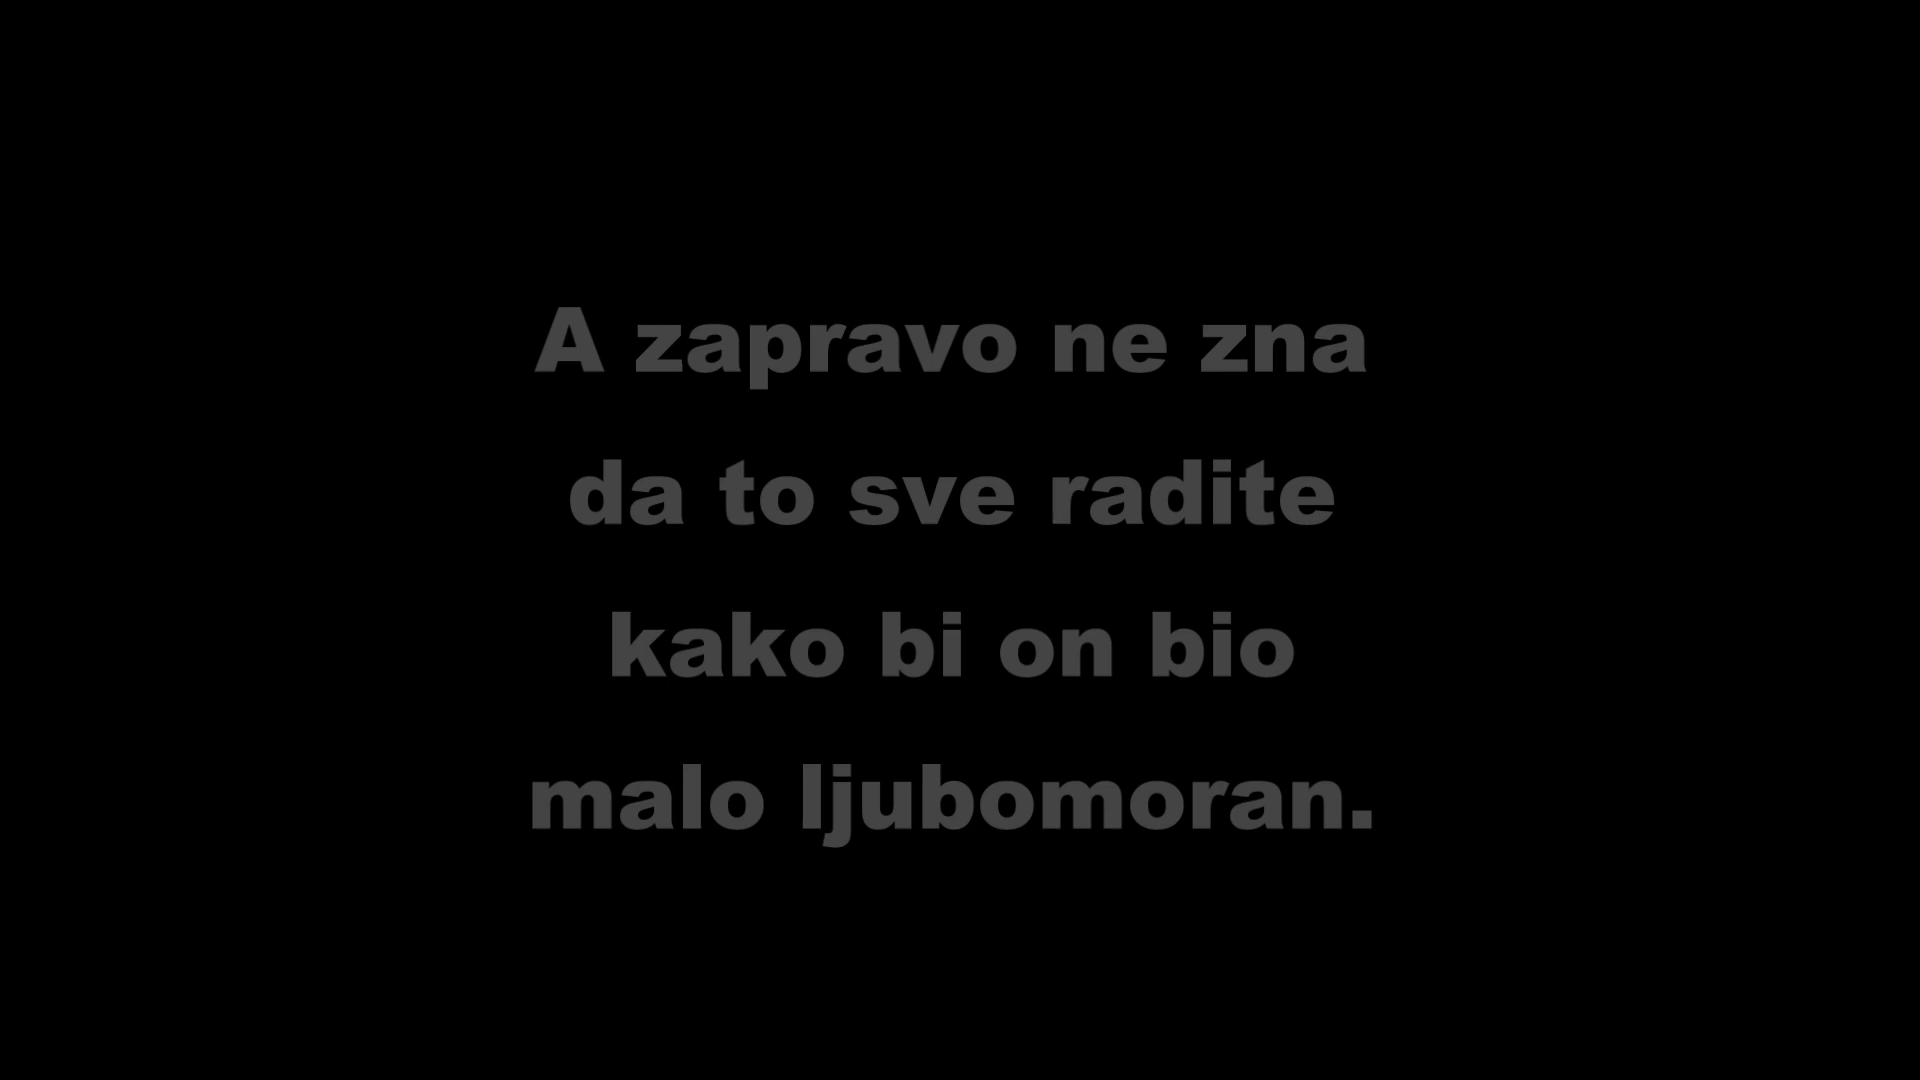 A zapravo ne zna
da to sve radite
kako bi on bio
malo ljubomoran.